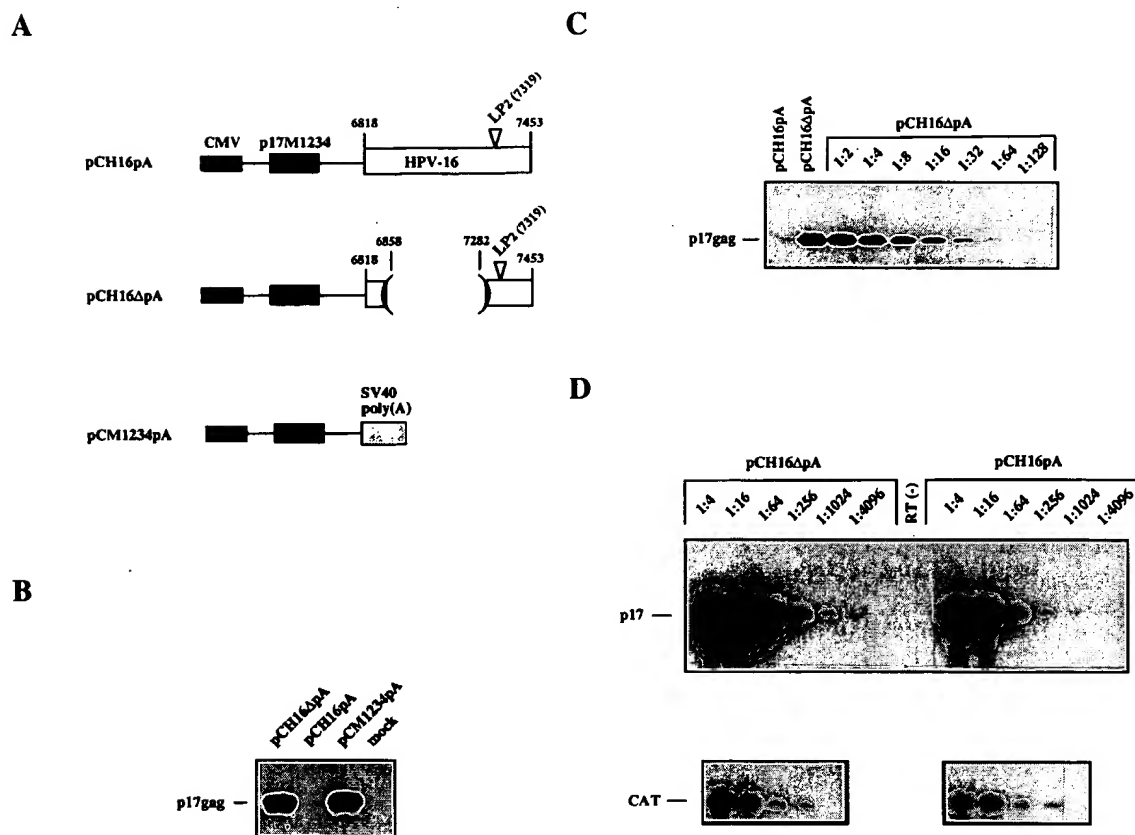 A
LP2 (7319)
6818
7453
CMV
p17M1234
pCH16pA
HPV-16
LP2 (7319)
6858
7282
6818
7453
pCH16ΔpA
SV40
poly(A)
pCM1234pA
B
pCH16ΔpA
pCH16pA
pCM1234pA
mock
p17gag
C
pCH16pA
pCH16ΔpA
pCH16ΔpA
1:2 1:4 1:8 1:16 1:32 1:64 1:128
p17gag
D
pCH16ΔpA
RT (-)
pCH16pA
1:4 1:16 1:64 1:256 1:1024 1:4096
1:4 1:16 1:64 1:256 1:1024 1:4096
p17
CAT